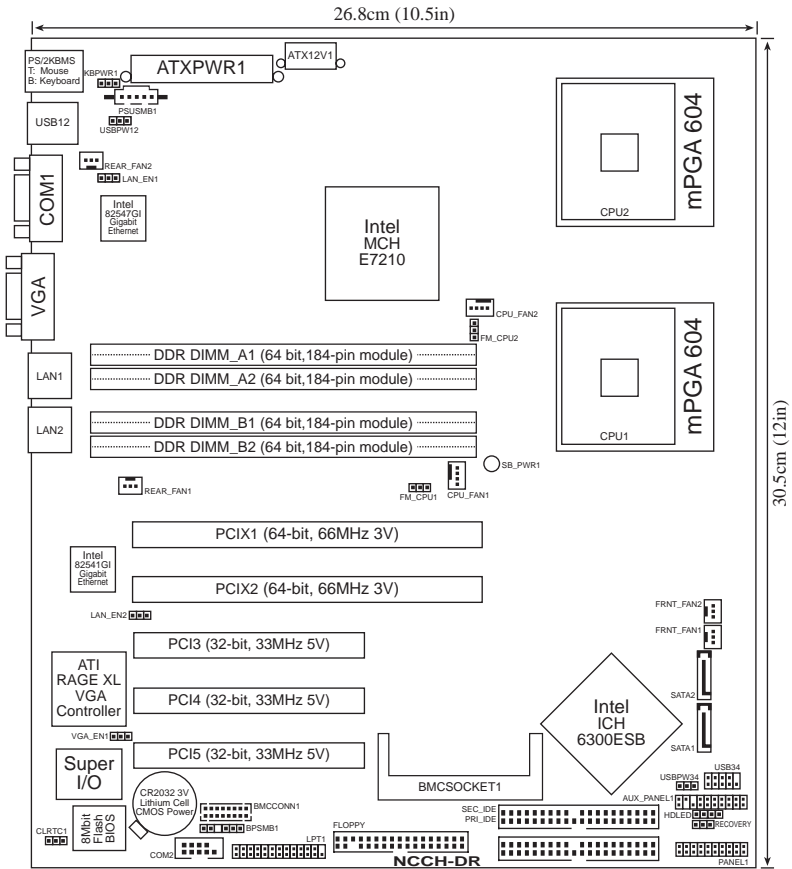 26.8cm (10.5in)
PS/2KBMS
T: Mouse
B: Keyboard
KBPWR1
ATXPWR1
ATX12V1
PSUSMB1
USBPW12
USB12
REAR_FAN2
LAN_EN1
COM1
Intel
82547GI
Gigabit
Ethernet
Intel
MCH
E7210
CPU2
mPGA 604
VGA
CPU_FAN2
FM_CPU2
30.5cm (12in)
LAN1
DDR DIMM_A1 (64 bit,184-pin module)
DDR DIMM_A2 (64 bit,184-pin module)
LAN2
DDR DIMM_B1 (64 bit,184-pin module)
DDR DIMM_B2 (64 bit,184-pin module)
CPU1
mPGA 604
SB_PWR1
REAR_FAN1
FM_CPU1
CPU_FAN1
PCIX1 (64-bit, 66MHz 3V)
Intel
82541GI
Gigabit
Ethernet
PCIX2 (64-bit, 66MHz 3V)
LAN_EN2
FRNT_FAN2
FRNT_FAN1
PCI3 (32-bit, 33MHz 5V)
ATI
RAGE XL
VGA
Controller
PCI4 (32-bit, 33MHz 5V)
Intel
ICH
6300ESB
SATA2
SATA1
VGA_EN1
PCI5 (32-bit, 33MHz 5V)
Super
I/O
BMCSOCKET1
USB34
USBPW34
CR2032 3V
Lithium Cell
CMOS Power
BMCCONN1
AUX_PANEL1
SEC_IDE
PRI_IDE
HDLED
RECOVERY
8Mbit
Flash
BIOS
CLRTC1
BPSMB1
FLOPPY
LPT1
COM2
NCCH-DR
PANEL1